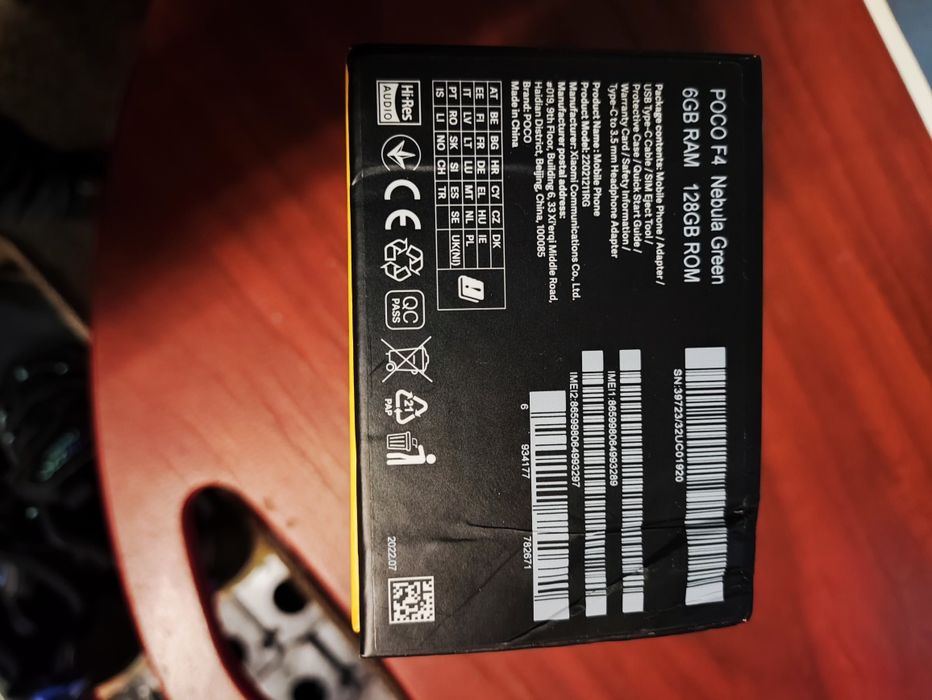 POCO F4 Nebula Green
6GB RAM 128GB ROM
Package contents: Mobile Phone / Adapter /
USB Type-C Cable / SIM Eject Tool /
Protective Case / Quick Start Guide /
Warranty Card / Safety Information /
Type-C to 3.5 mm Headphone Adapter
Product Name: Mobile Phone
Product Model: 22021211RG
Manufacturer: Xiaomi Communications Co., Ltd.
Manufacturer postal address:
#019, 9th Floor, Building 6, 33 Xi'erqi Middle Road,
Haidian District, Beijing, China, 100085
Brand: POCO
Made in China
SN:39723/32UC01920
IMEI1:865998064993289
IMEI2:865998064993297
6 934177 782671
AT BE BG HR CY CZ DK
EE FI FR DE EL HU IE
IT LV LT LU MT NL PL
PT RO SK SI ES SE UK(NI)
IS LI NO CH TR
Hi-Res
AUDIO
CE
QC
PASS
21
PAP
2022.07